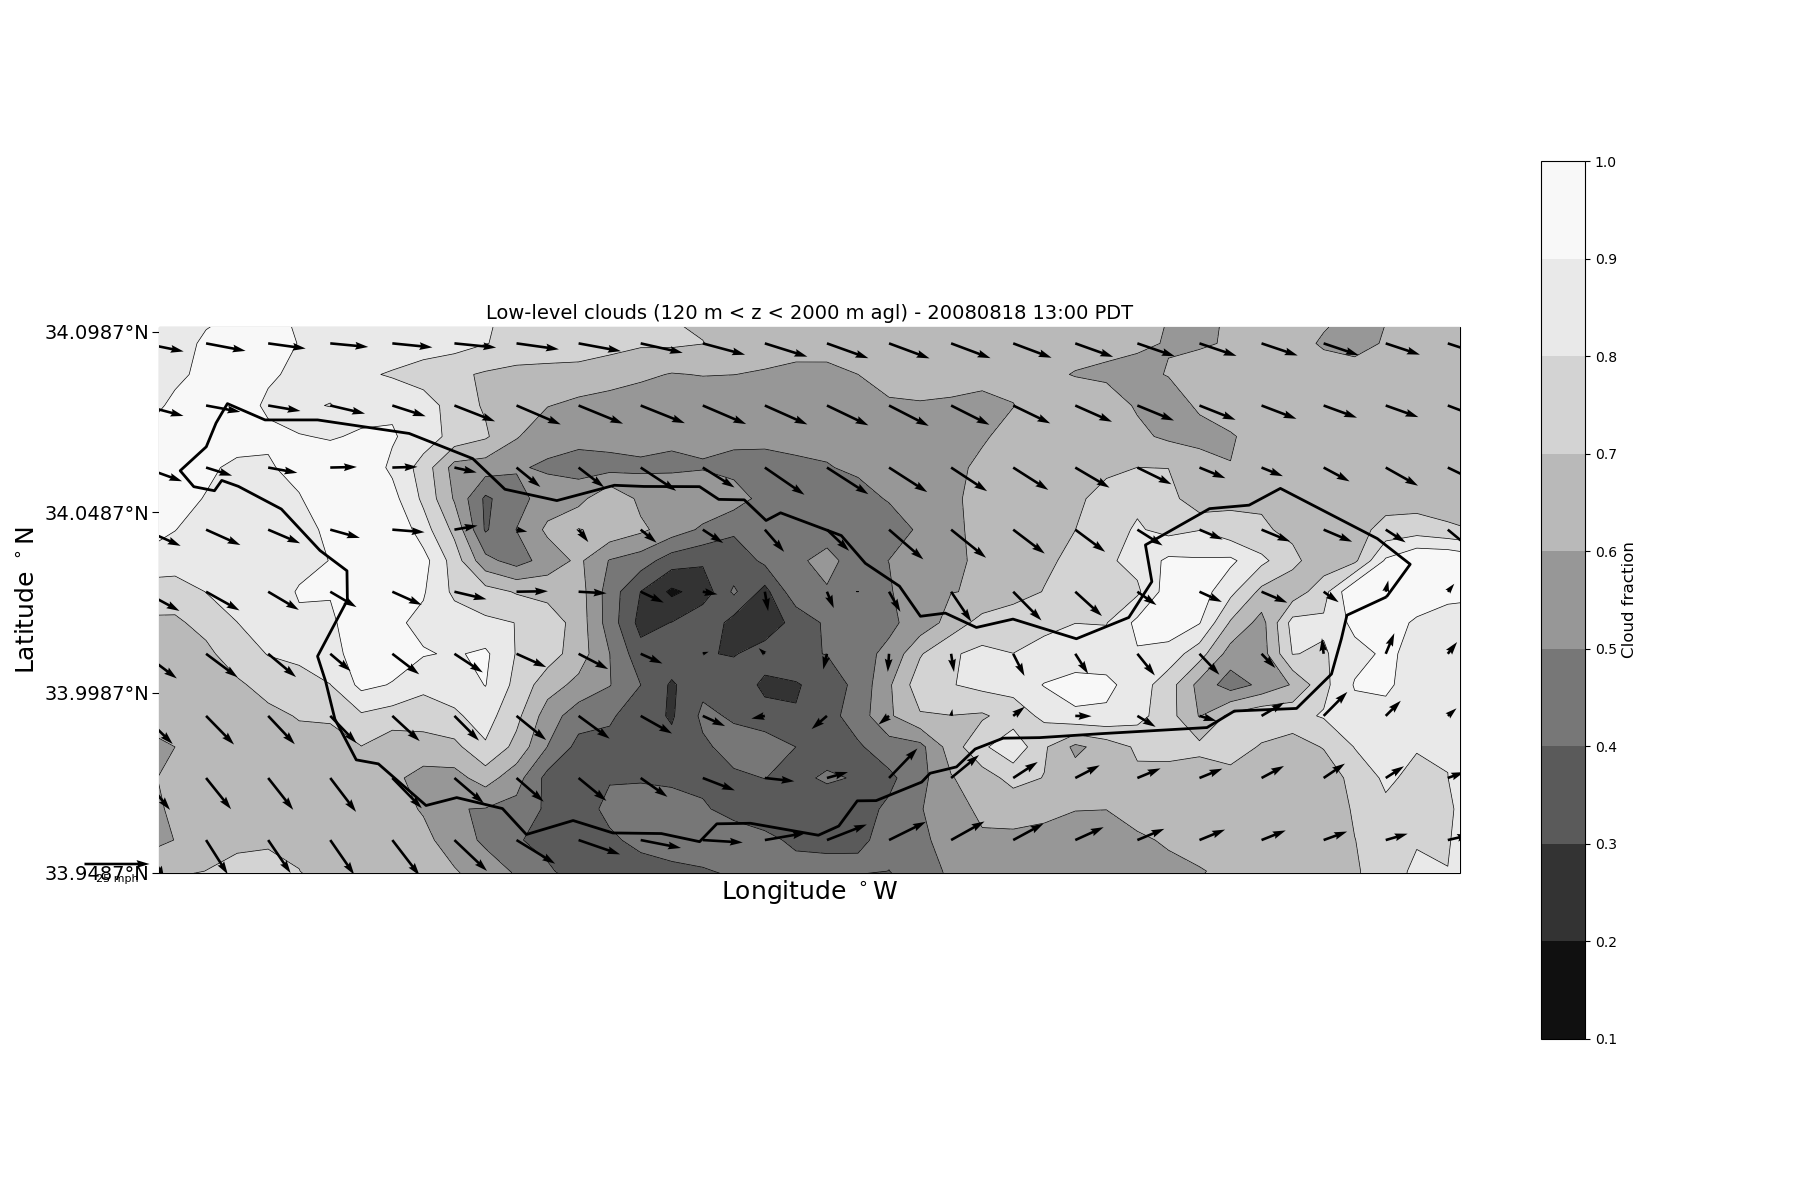 Low-level clouds (120 m < z < 2000 m agl) - 20080818 13:00 PDT
34.0987°N
34.0487°N
33.9987°N
33.9487°N
Latitude °N
25 mph
Longitude °W
1.0
0.9
0.8
0.7
0.6
0.5
0.4
0.3
0.2
0.1
Cloud fraction